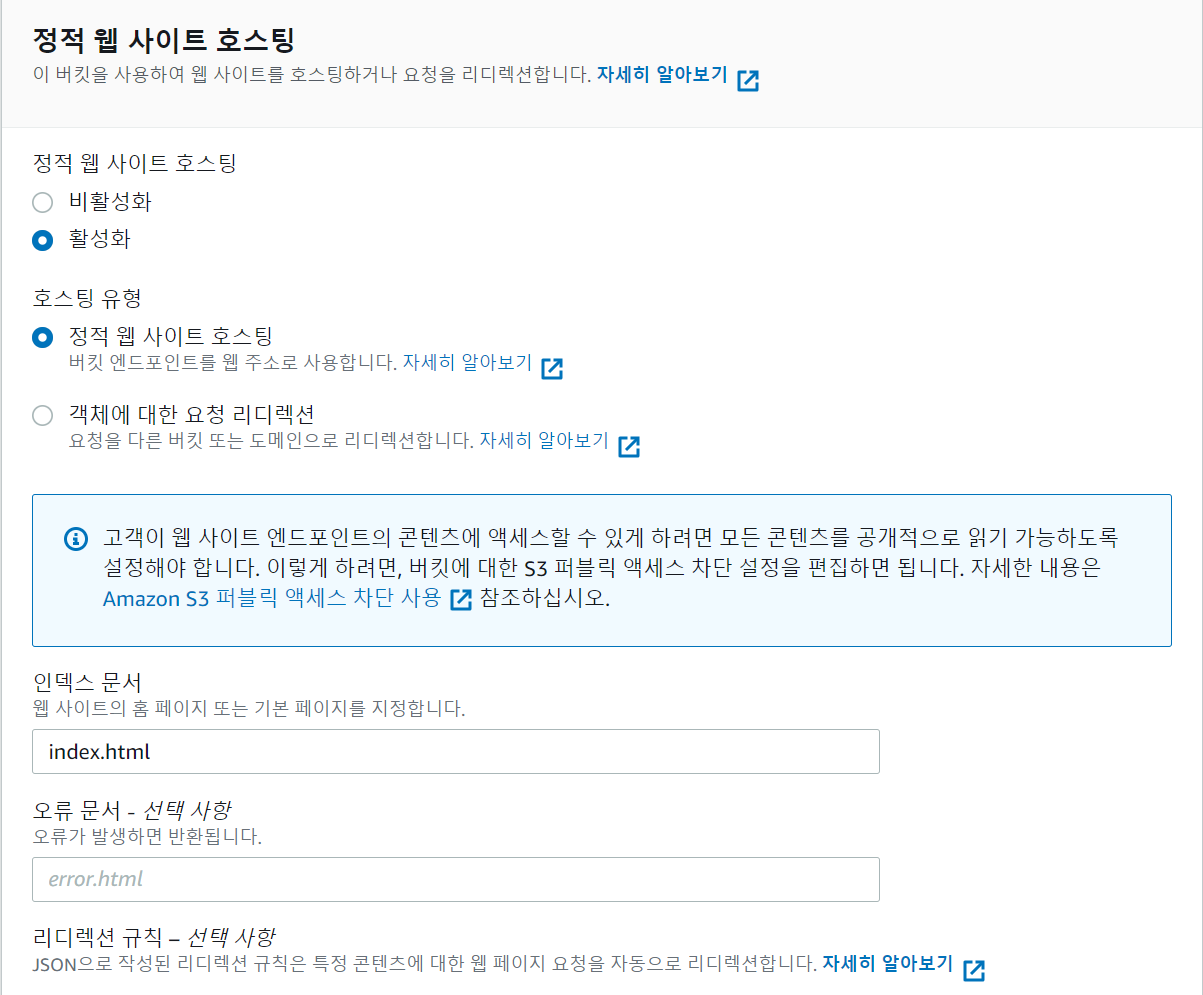 정적 웹 사이트 호스팅
이 버킷을 사용하여 웹 사이트를 호스팅하거나 요청을 리디렉션합니다. 자세히 알아보기
정적 웹 사이트 호스팅
비활성화
활성화
호스팅 유형
정적 웹 사이트 호스팅
버킷 엔드포인트를 웹 주소로 사용합니다. 자세히 알아보기
객체에 대한 요청 리디렉션
요청을 다른 버킷 또는 도메인으로 리디렉션합니다. 자세히 알아보기
고객이 웹 사이트 엔드포인트의 콘텐츠에 액세스할 수 있게 하려면 모든 콘텐츠를 공개적으로 읽기 가능하도록
설정해야 합니다. 이렇게 하려면, 버킷에 대한 S3 퍼블릭 액세스 차단 설정을 편집하면 됩니다. 자세한 내용은
Amazon S3 퍼블릭 액세스 차단 사용 참조하십시오.
인덱스 문서
웹 사이트의 홈 페이지 또는 기본 페이지를 지정합니다.
index.html
오류 문서 - 선택 사항
오류가 발생하면 반환됩니다.
error.html
리디렉션 규칙 – 선택 사항
JSON으로 작성된 리디렉션 규칙은 특정 콘텐츠에 대한 웹 페이지 요청을 자동으로 리디렉션합니다. 자세히 알아보기